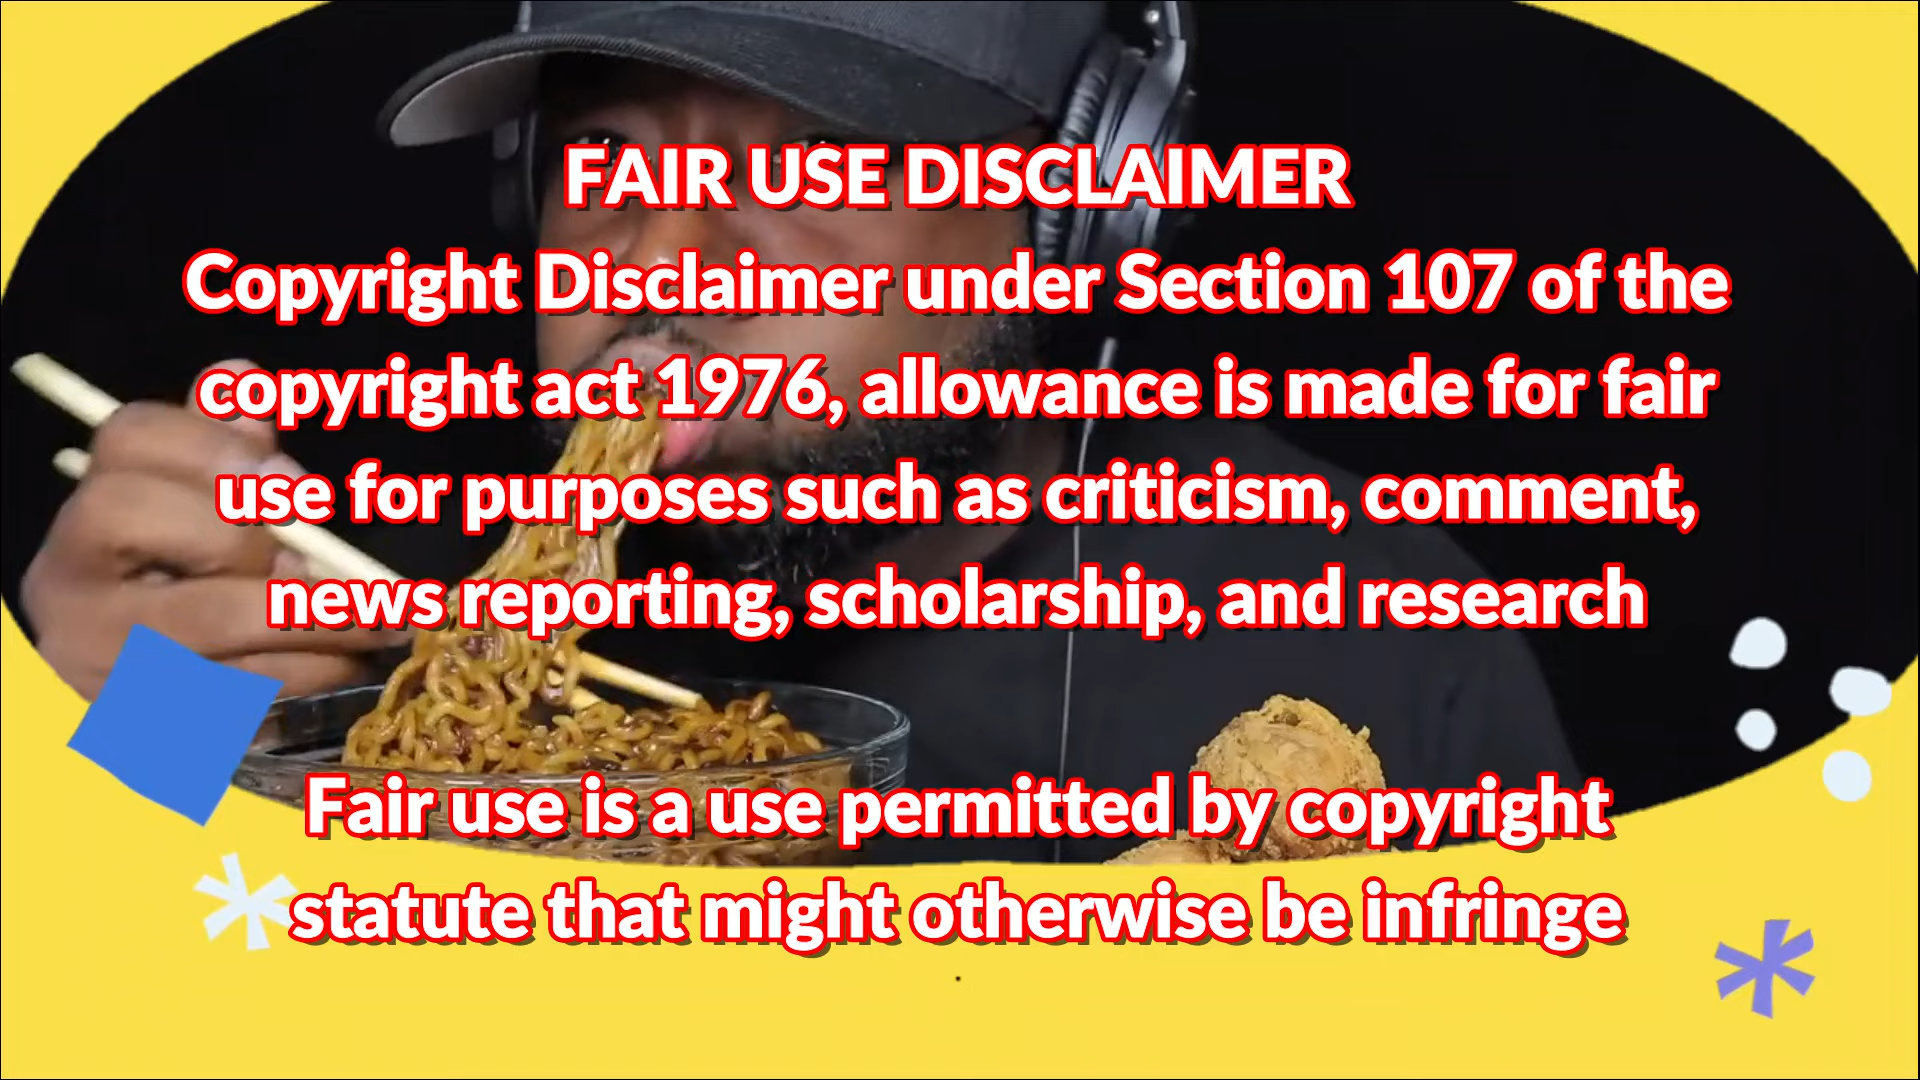 FAIR USE DISCLAIMER
Copyright Disclaimer under Section 107 of the
copyright act 1976, allowance is made for fair
use for purposes such as criticism, comment,
news reporting, scholarship, and research
Fair use is a use permitted by copyright
statute that might otherwise be infringe